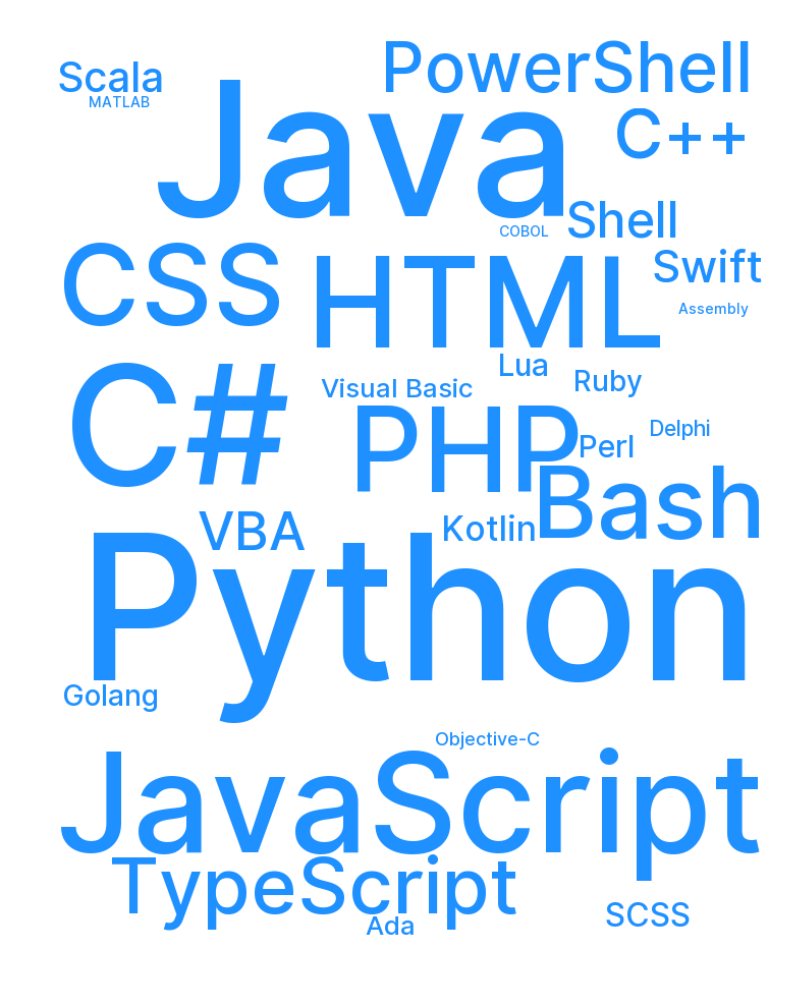 PowerShell
Scala
MATLAB
Java
C++
Shell
COBOL
CSS
HTML
Swift
Assembly
Lua
Ruby
C#
Visual Basic
PHP
Delphi
Perl
Bash
VBA
Kotlin
Python
Golang
Objective-C
JavaScript
TypeScript
SCSS
Ada